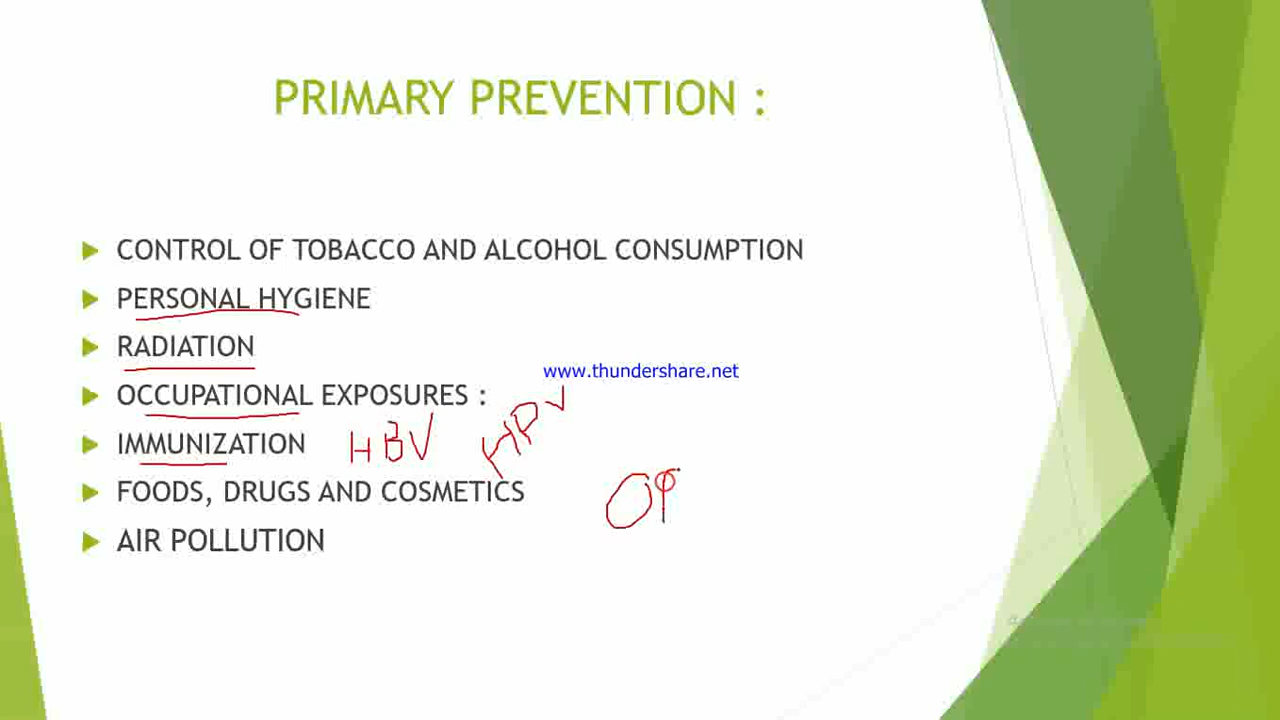 PRIMARY PREVENTION :
CONTROL OF TOBACCO AND ALCOHOL CONSUMPTION
PERSONAL HYGIENE
RADIATION
www.thundershare.net
OCCUPATIONAL EXPOSURES :
IMMUNIZATION HBV HPV
FOODS, DRUGS AND COSMETICS
AIR POLLUTION